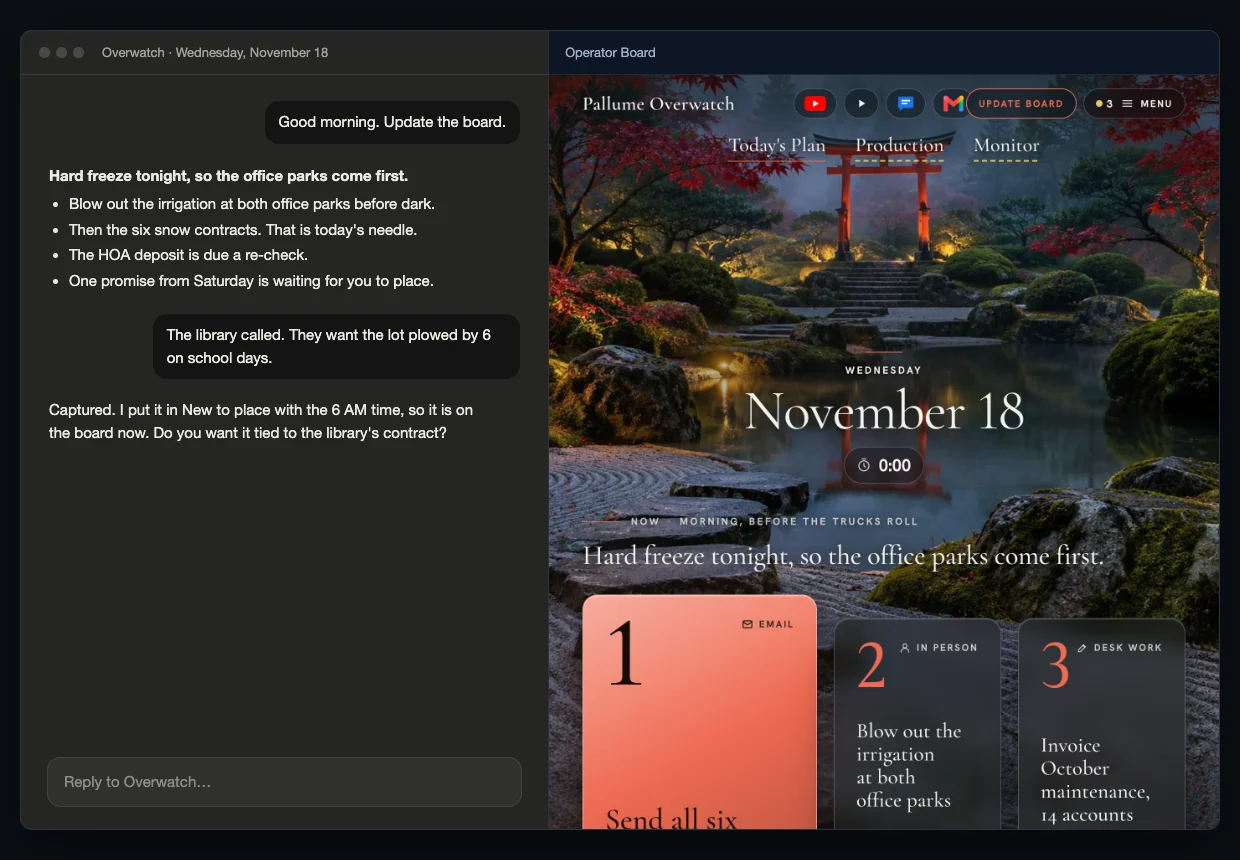 Overwatch · Wednesday, November 18
Good morning. Update the board.
Hard freeze tonight, so the office parks come first.
• Blow out the irrigation at both office parks before dark.
• Then the six snow contracts. That is today's needle.
• The HOA deposit is due a re-check.
• One promise from Saturday is waiting for you to place.
The library called. They want the lot plowed by 6
on school days.
Captured. I put it in New to place with the 6 AM time, so it is on
the board now. Do you want it tied to the library's contract?
Reply to Overwatch...
Operator Board
Pallume Overwatch
UPDATE BOARD
3 MENU
Today's Plan Production Monitor
WEDNESDAY
November 18
0:00
NOW · MORNING, BEFORE THE TRUCKS ROLL
Hard freeze tonight, so the office parks come first.
1
EMAIL
Send all six
2
IN PERSON
Blow out the
irrigation
at both
office parks
3
DESK WORK
Invoice
October
maintenance,
14 accounts